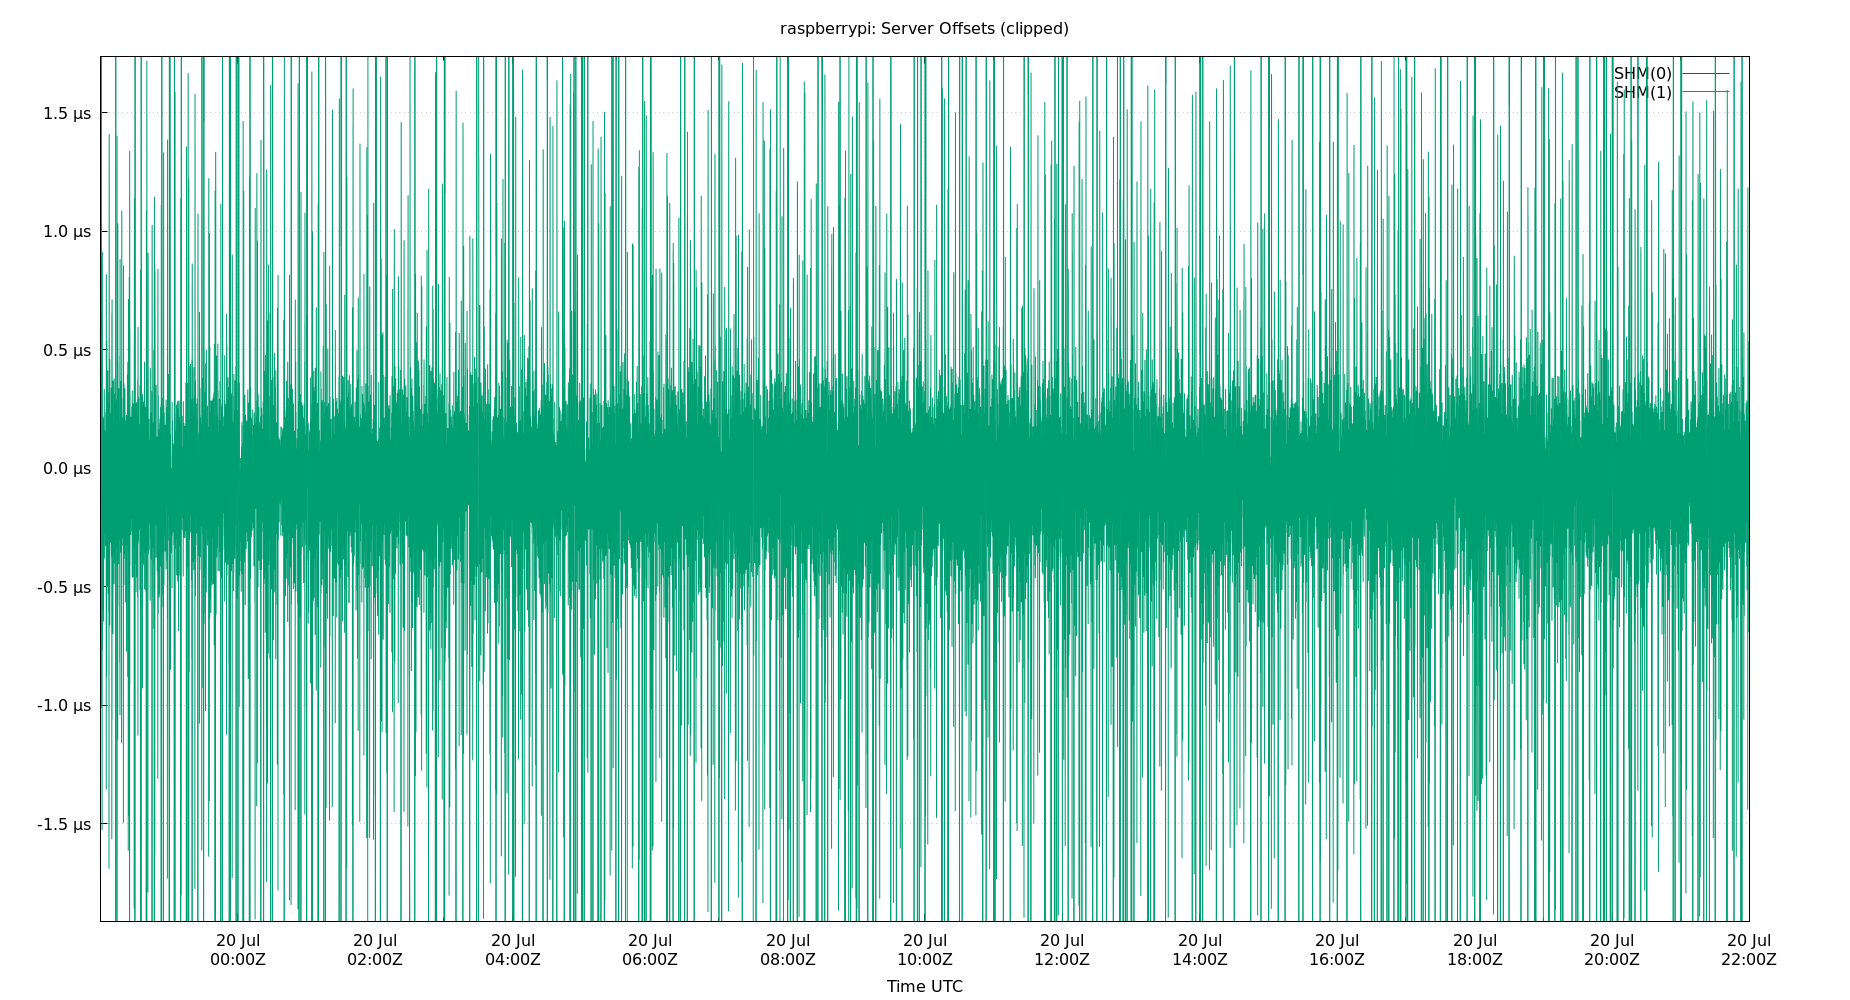 raspberrypi: Server Offsets (clipped)
SHM(0)
SHM(1)
1.5 µs
1.0 µs
0.5 µs
0.0 µs
-0.5 µs
-1.0 µs
-1.5 µs
20 Jul 20 Jul 20 Jul 20 Jul 20 Jul 20 Jul 20 Jul 20 Jul 20 Jul 20 Jul 20 Jul 20 Jul
00:00Z 02:00Z 04:00Z 06:00Z 08:00Z 10:00Z 12:00Z 14:00Z 16:00Z 18:00Z 20:00Z 22:00Z
Time UTC